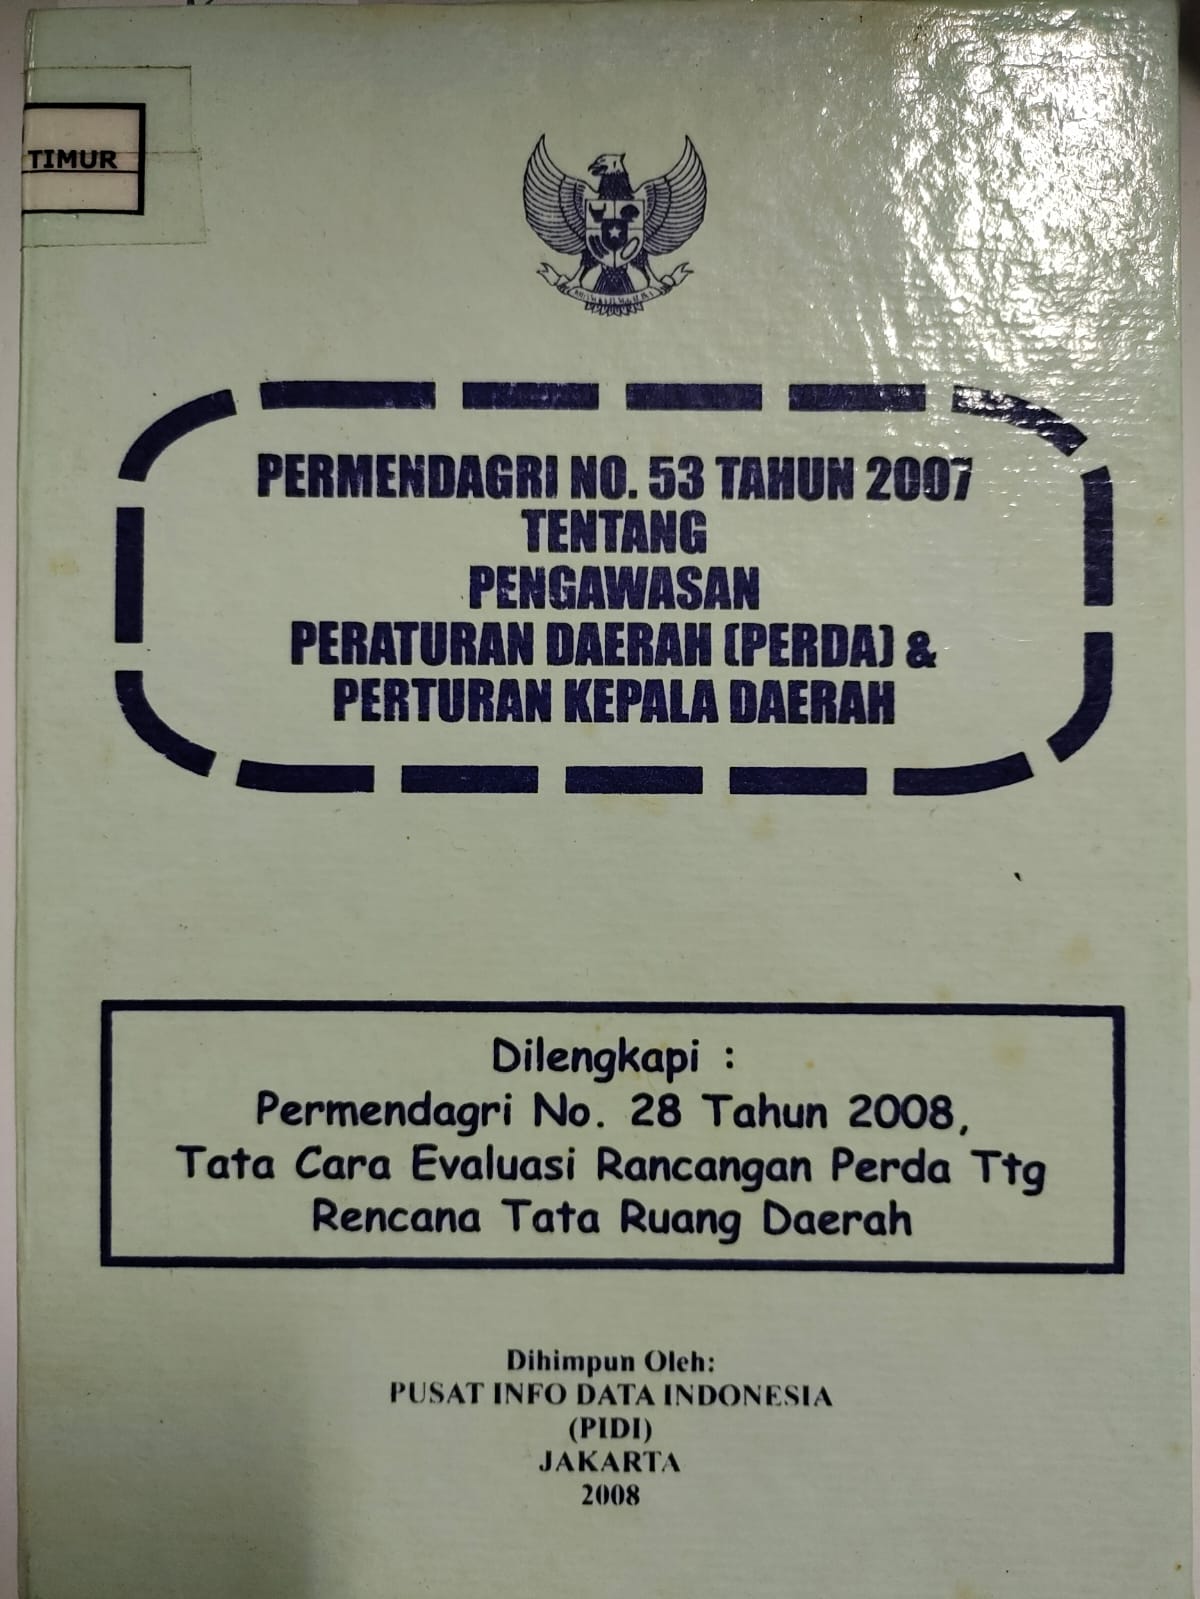 TIMUR
PERMENDAGRI NO. 53 TAHUN 2007
TENTANG
PENGAWASAN
PERATURAN DAERAH (PERDA) &
PERTURAN KEPALA DAERAH
Dilengkapi :
Permendagri No. 28 Tahun 2008,
Tata Cara Evaluasi Rancangan Perda Ttg
Rencana Tata Ruang Daerah
Dihimpun Oleh:
PUSAT INFO DATA INDONESIA
(PIDI)
JAKARTA
2008